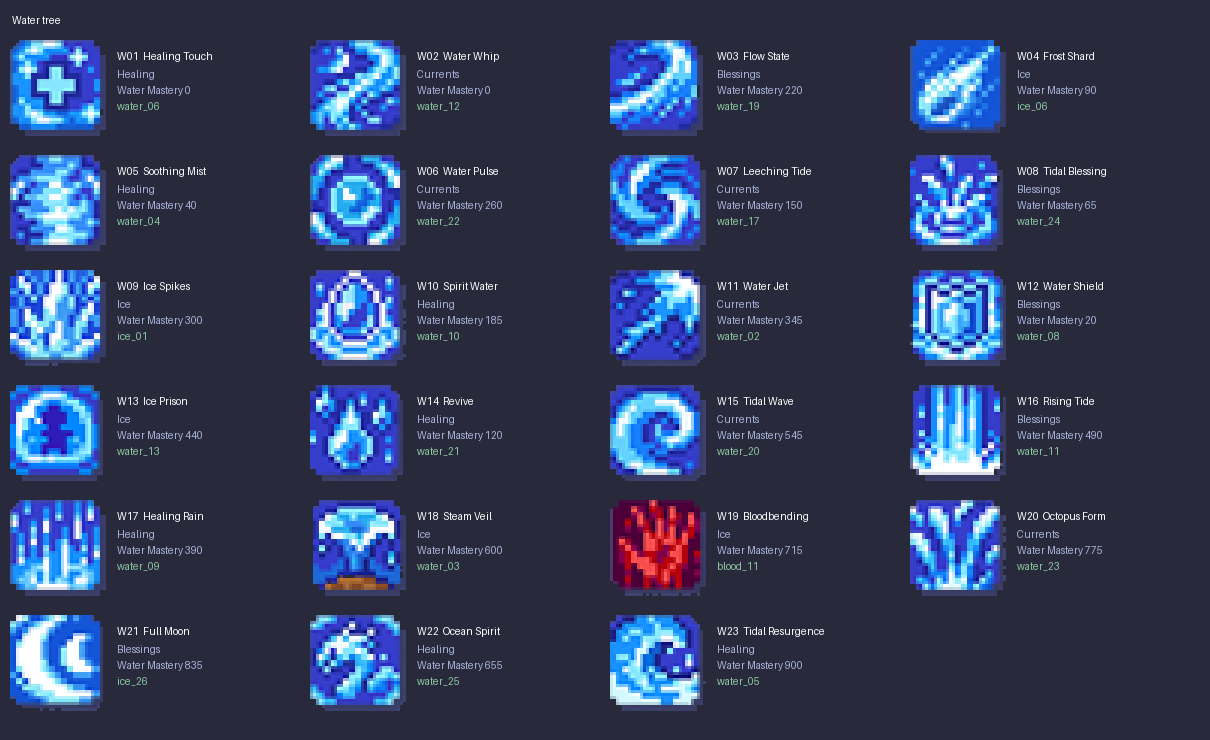 Water tree
W01 Healing Touch
Healing
Water Mastery 0
water_06
W02 Water Whip
Currents
Water Mastery 0
water_12
W03 Flow State
Blessings
Water Mastery 220
water_19
W04 Frost Shard
Ice
Water Mastery 90
ice_06
W05 Soothing Mist
Healing
Water Mastery 40
water_04
W06 Water Pulse
Currents
Water Mastery 260
water_22
W07 Leeching Tide
Currents
Water Mastery 150
water_17
W08 Tidal Blessing
Blessings
Water Mastery 65
water_24
W09 Ice Spikes
Ice
Water Mastery 300
ice_01
W10 Spirit Water
Healing
Water Mastery 185
water_10
W11 Water Jet
Currents
Water Mastery 345
water_02
W12 Water Shield
Blessings
Water Mastery 20
water_08
W13 Ice Prison
Ice
Water Mastery 440
water_13
W14 Revive
Healing
Water Mastery 120
water_21
W15 Tidal Wave
Currents
Water Mastery 545
water_20
W16 Rising Tide
Blessings
Water Mastery 490
water_11
W17 Healing Rain
Healing
Water Mastery 390
water_09
W18 Steam Veil
Ice
Water Mastery 600
water_03
W19 Bloodbending
Ice
Water Mastery 715
blood_11
W20 Octopus Form
Currents
Water Mastery 775
water_23
W21 Full Moon
Blessings
Water Mastery 835
ice_26
W22 Ocean Spirit
Healing
Water Mastery 655
water_25
W23 Tidal Resurgence
Healing
Water Mastery 900
water_05